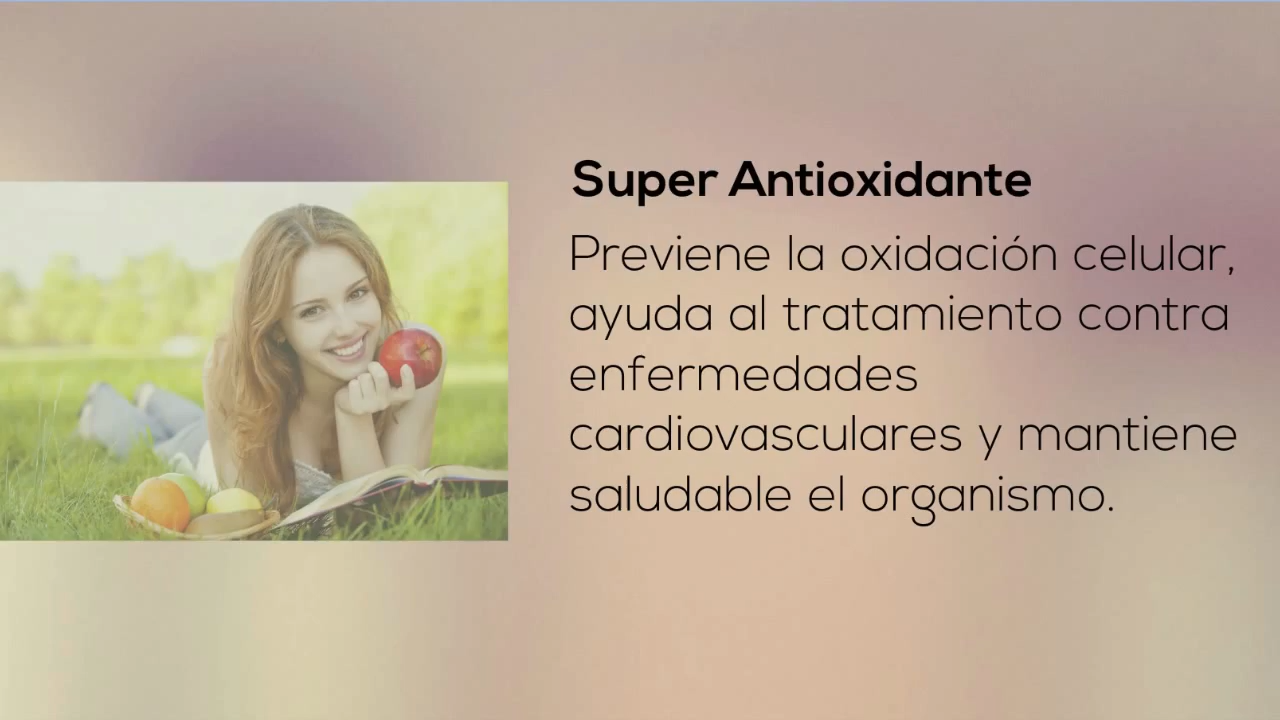 Super Antioxidante
Previene la oxidación celular,
ayuda al tratamiento contra
enfermedades
cardiovasculares y mantiene
saludable el organismo.